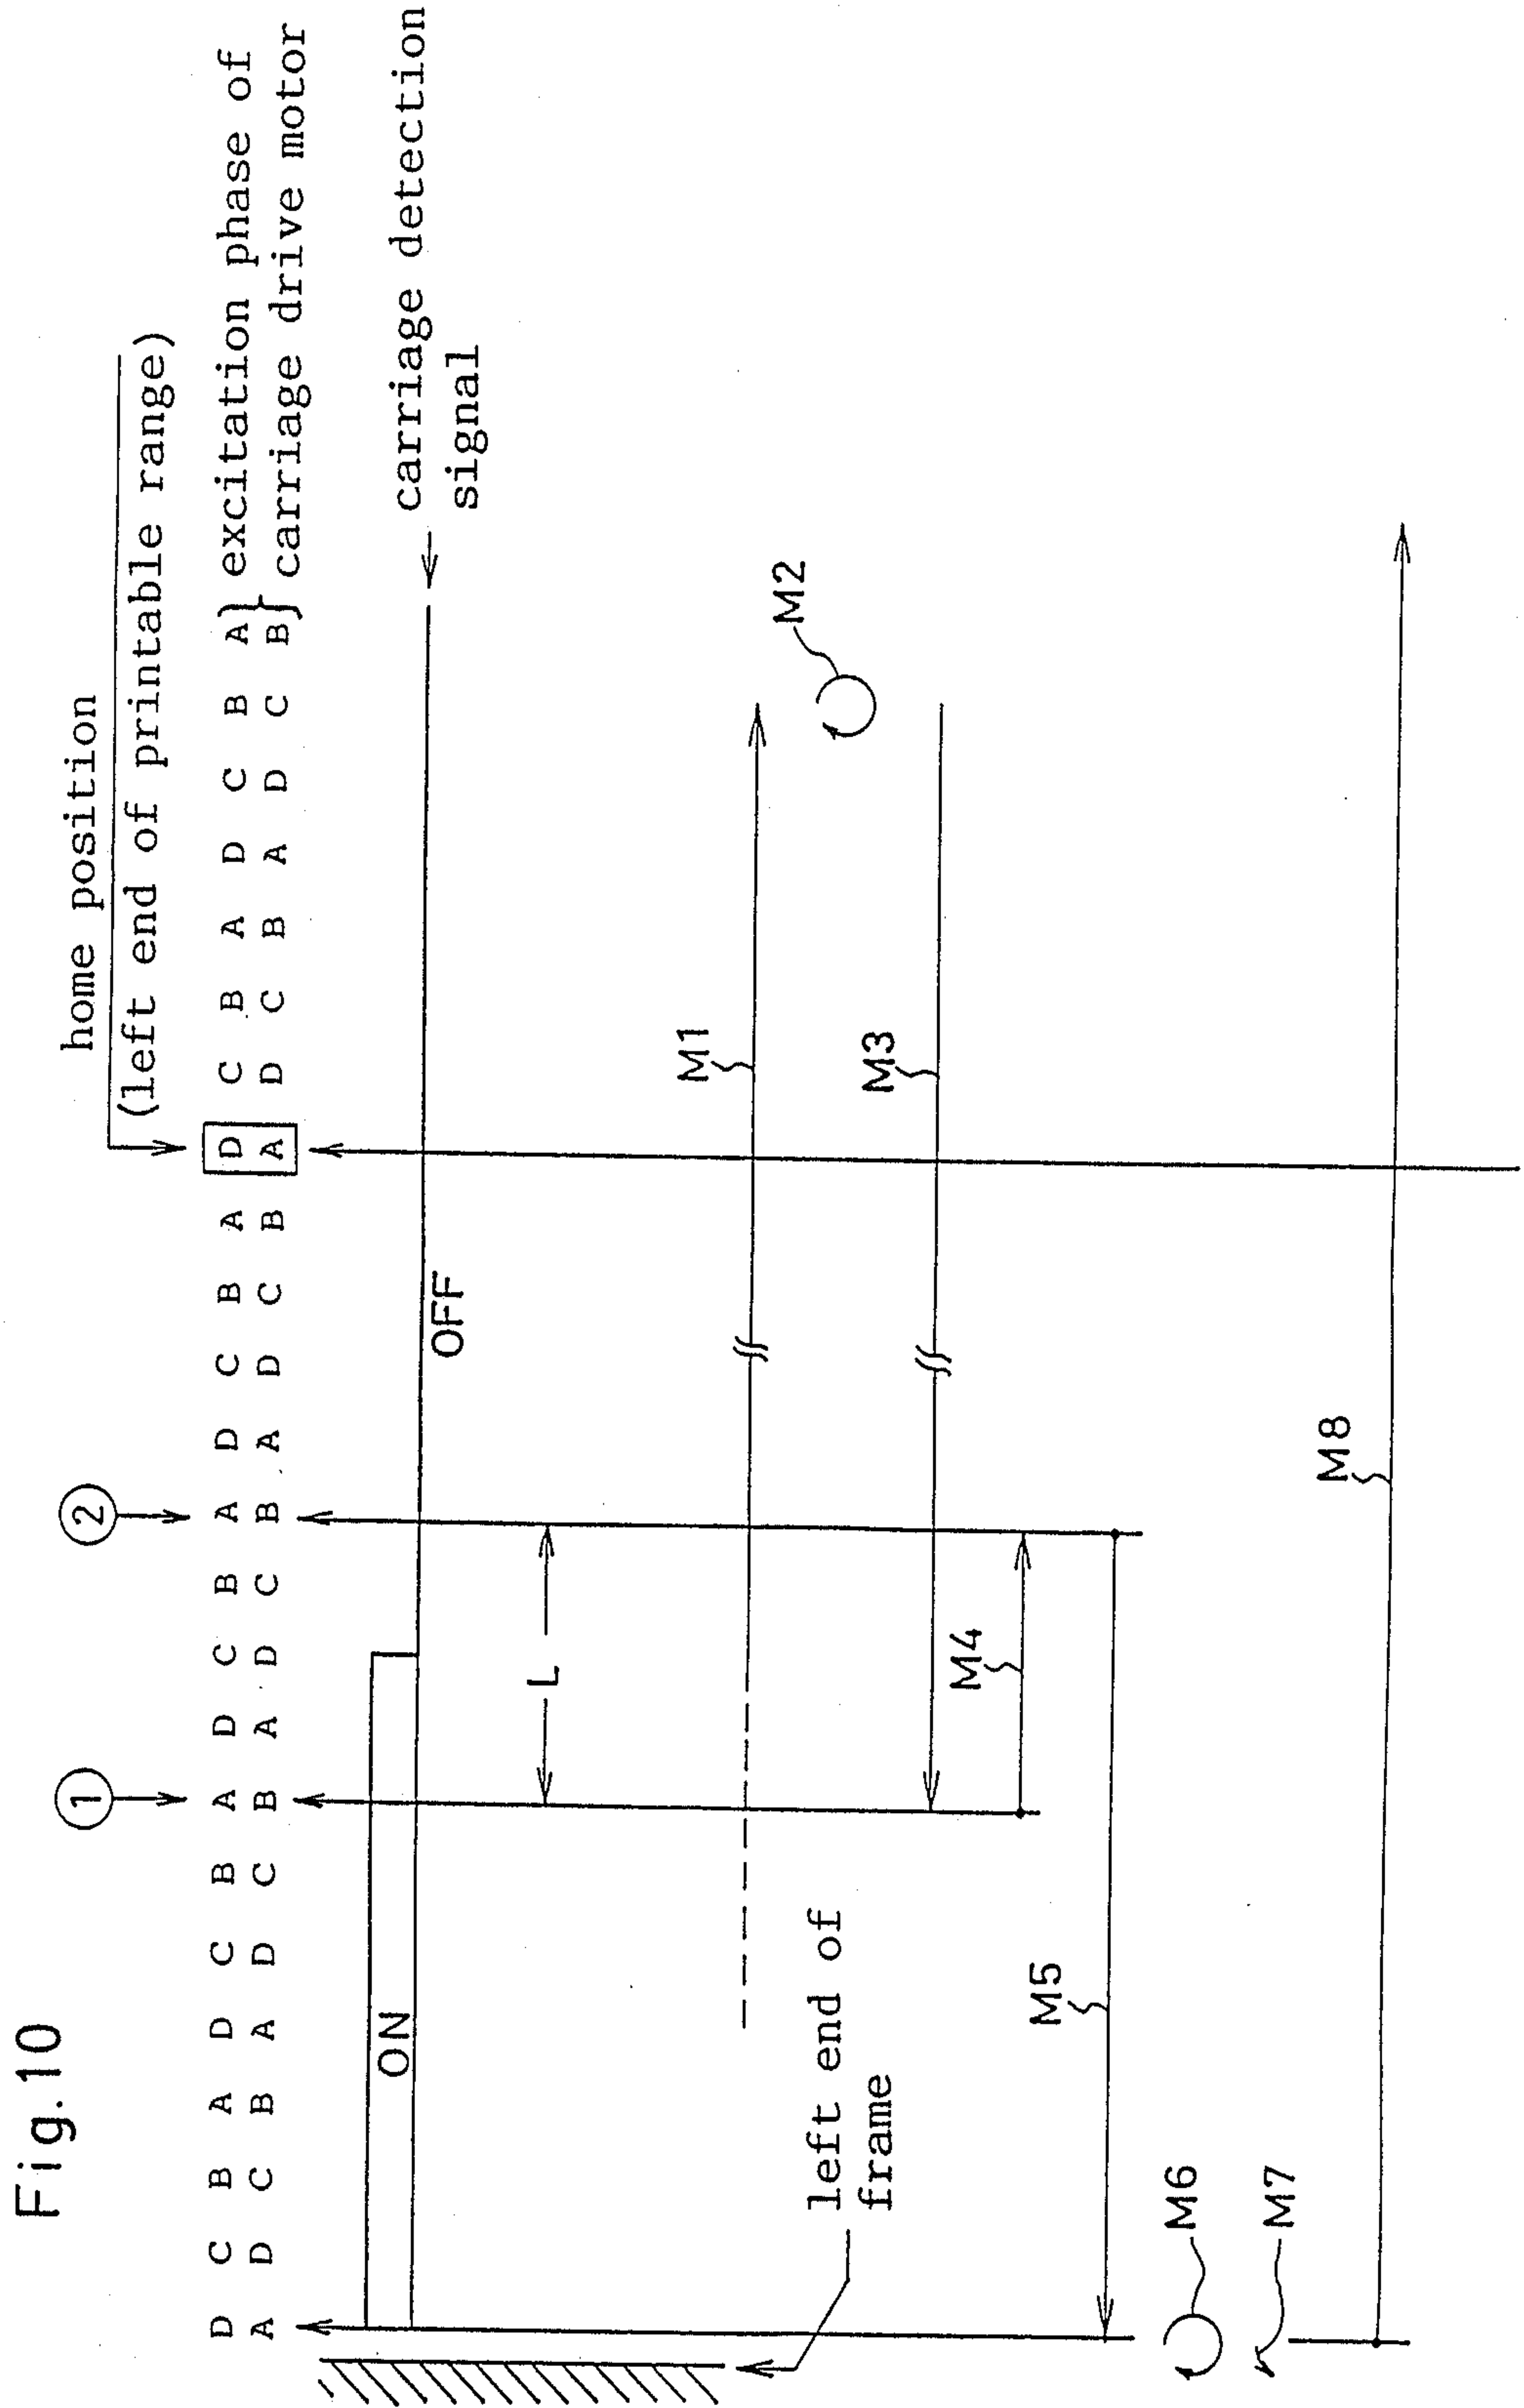 Fig.10
home position
(left end of printable range)
1
2
D C B A D C B A D C B A D C B A D C B A D C B A } excitation phase of
A D C B A D C B A D C B A D C B A D C B A D C B } carriage drive motor
ON
OFF
carriage detection
signal
L
M1
M2
left end of
frame
M3
M4
M5
M6
M7
M8